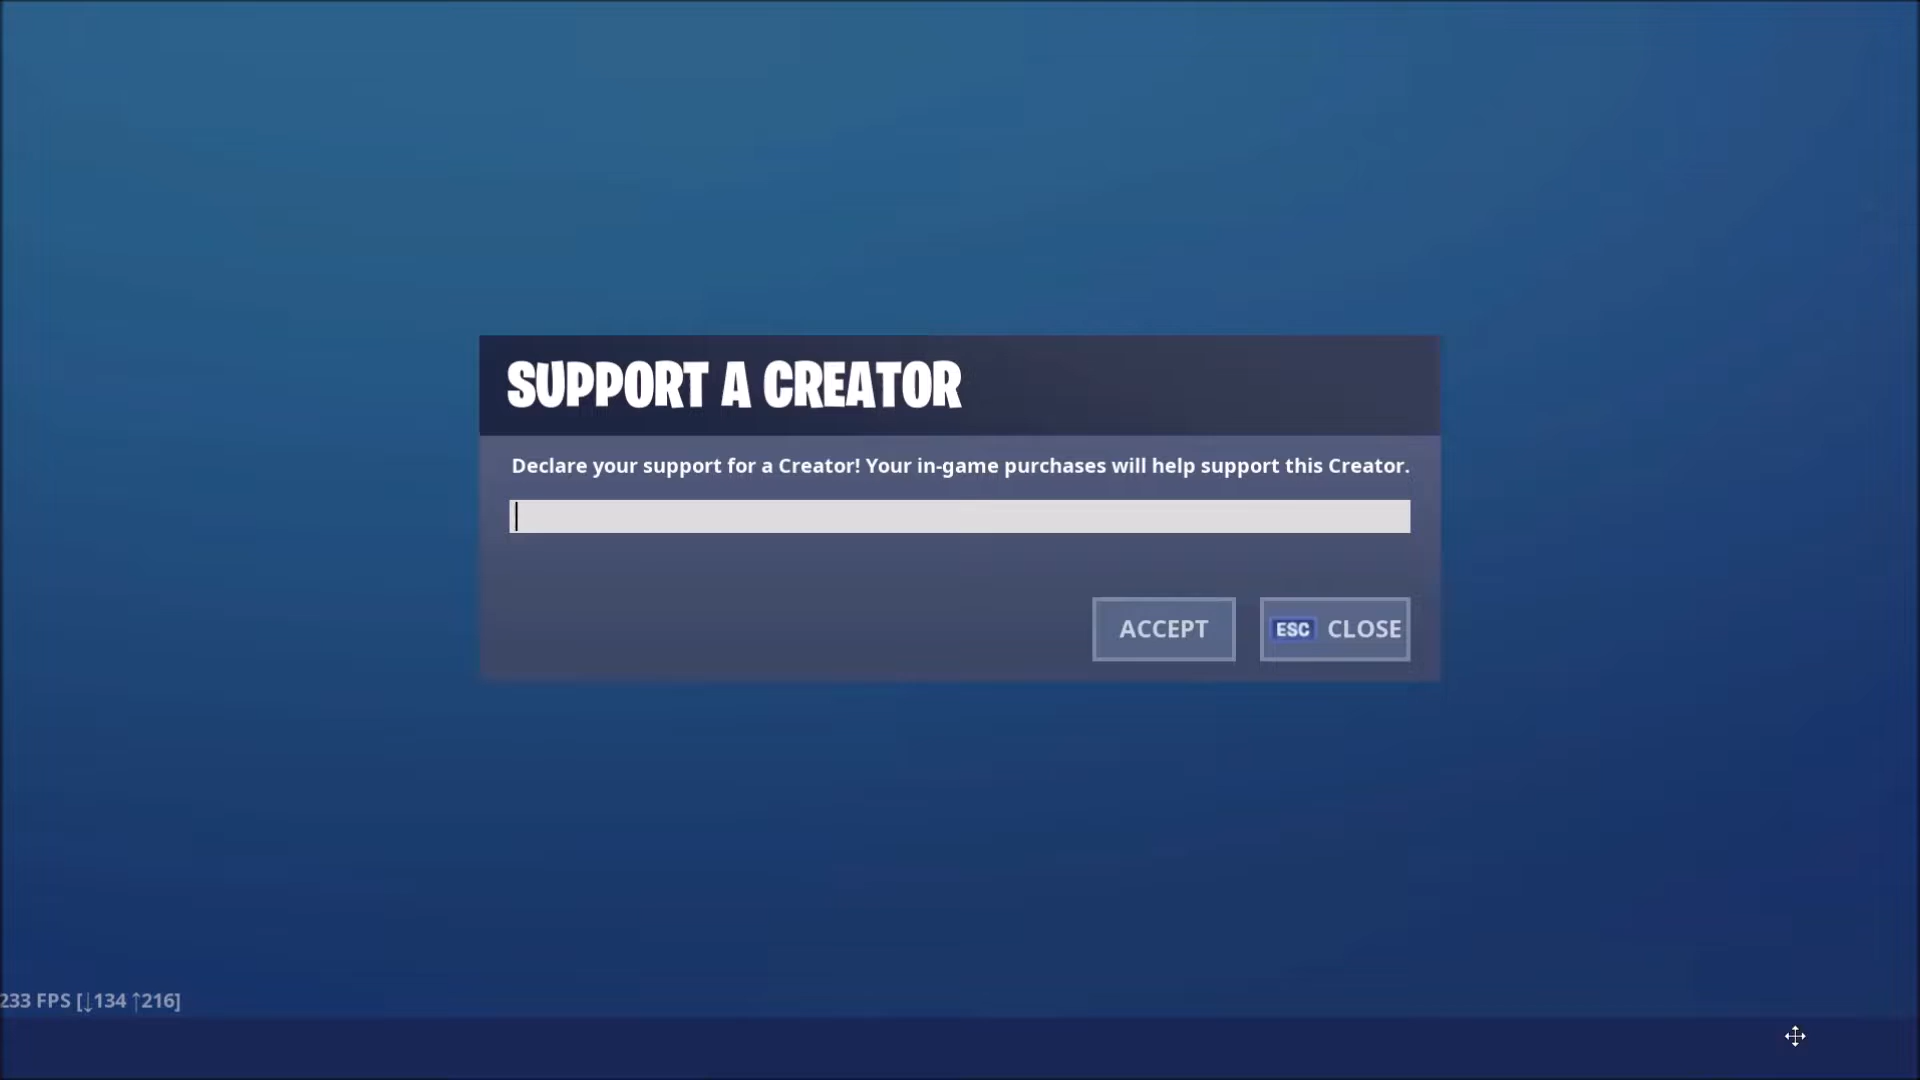 SUPPORT A CREATOR
Declare your support for a Creator! Your in-game purchases will help support this Creator.
ACCEPT
ESC CLOSE
233 FPS [↓134 ↑216]